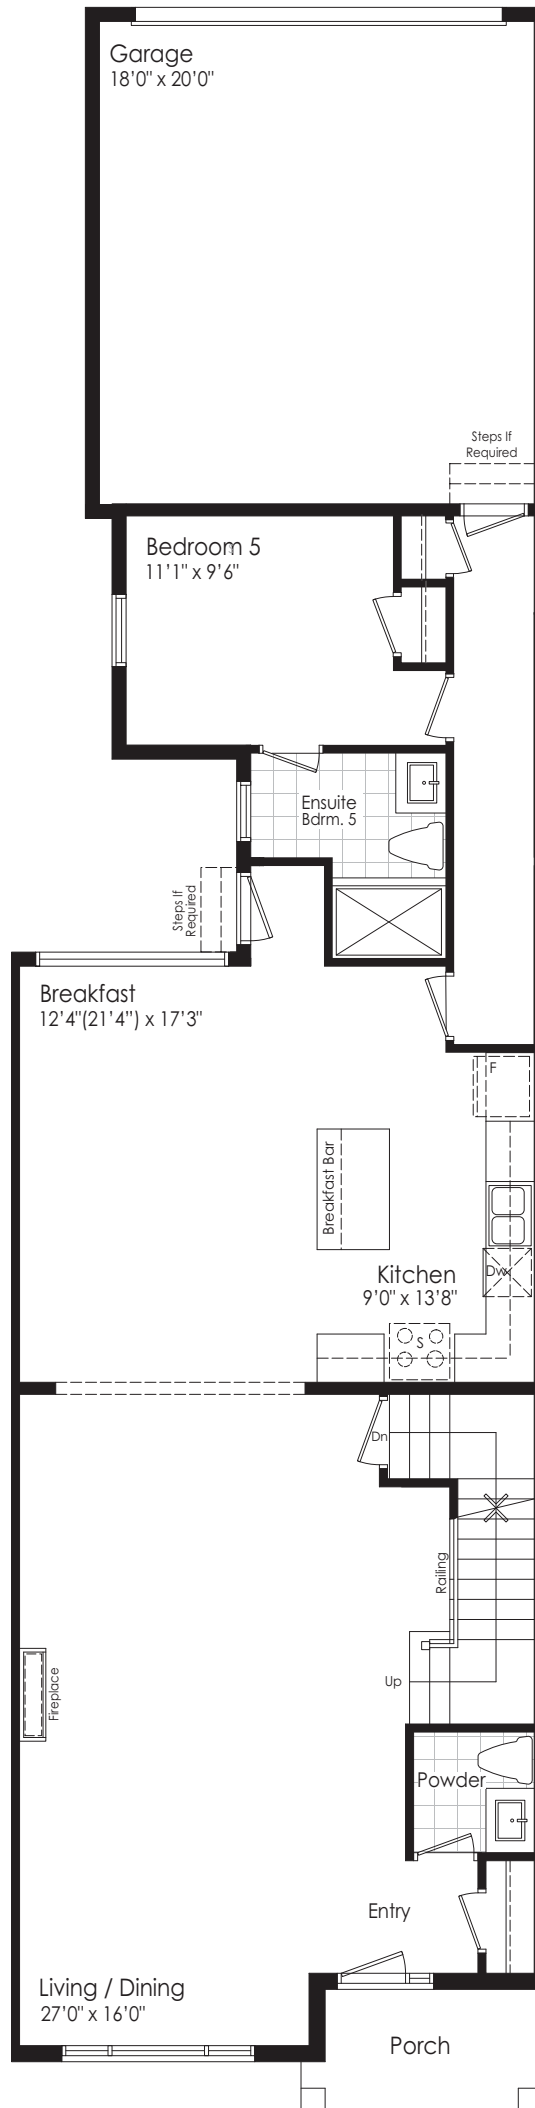 Garage
18'0" x 20'0"
Steps If
Required
Bedroom 5
11'1" x 9'6"
Ensuite
Bdrm. 5
Steps If
Required
Breakfast
12'4"(21'4") x 17'3"
F
Breakfast Bar
Dw
Kitchen
9'0" x 13'8"
S
Dn
Railing
Up
Fireplace
Powder
Entry
Living / Dining
27'0" x 16'0"
Porch